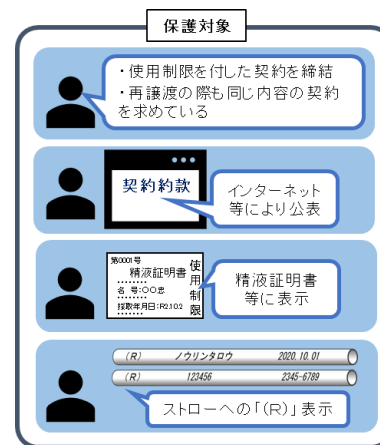 保護対象
・使用制限を付した契約を締結
・再譲渡の際も同じ内容の契約
を求めている
契約約款
インターネット
等により公表
第0001号
精液証明書
名 号:〇〇忠
採取年月日:R2.10.2
使用制限
精液証明書
等に表示
(R) ノウリンタロウ 2020.10.01
(R) 123456 2345-6789
ストローへの「(R)」表示